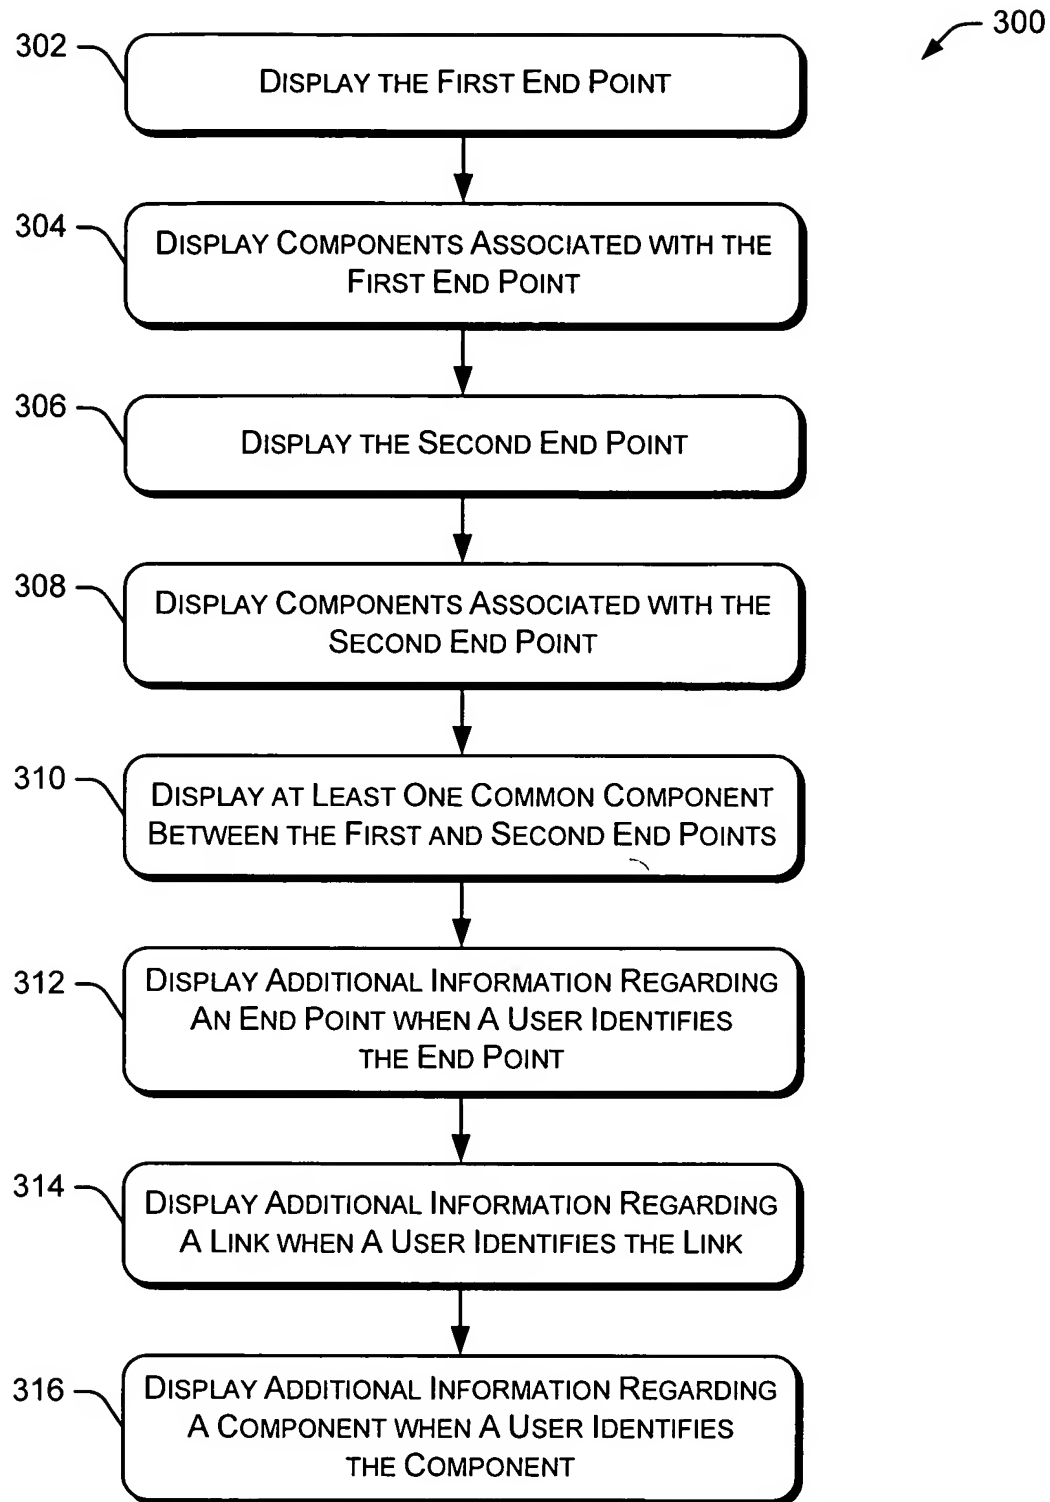 300
302
DISPLAY THE FIRST END POINT
304
DISPLAY COMPONENTS ASSOCIATED WITH THE
FIRST END POINT
306
DISPLAY THE SECOND END POINT
308
DISPLAY COMPONENTS ASSOCIATED WITH THE
SECOND END POINT
310
DISPLAY AT LEAST ONE COMMON COMPONENT
BETWEEN THE FIRST AND SECOND END POINTS
312
DISPLAY ADDITIONAL INFORMATION REGARDING
AN END POINT WHEN A USER IDENTIFIES
THE END POINT
314
DISPLAY ADDITIONAL INFORMATION REGARDING
A LINK WHEN A USER IDENTIFIES THE LINK
316
DISPLAY ADDITIONAL INFORMATION REGARDING
A COMPONENT WHEN A USER IDENTIFIES
THE COMPONENT